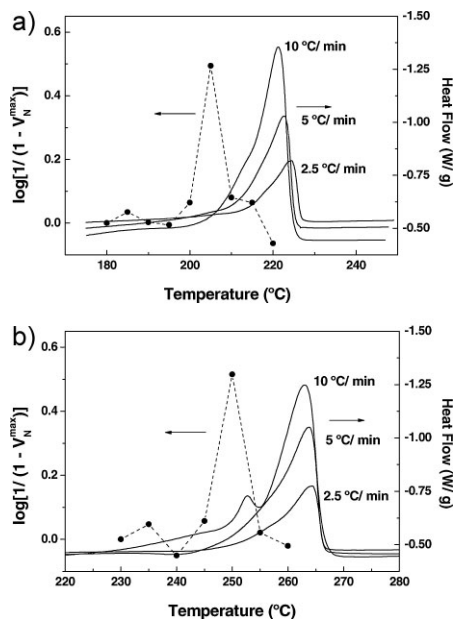 a)
log[1/ (1 - V_N^max)]
0.6
0.4
0.2
0.0
10 ºC/ min
5 ºC/ min
2.5 ºC/ min
-1.50
-1.25
-1.00
-0.75
-0.50
Heat Flow (W/ g)
180 200 220 240
Temperature (ºC)
b)
log[1/ (1 - V_N^max)]
0.6
0.4
0.2
0.0
10 ºC/ min
5 ºC/ min
2.5 ºC/ min
-1.50
-1.25
-1.00
-0.75
-0.50
Heat Flow (W/ g)
220 230 240 250 260 270 280
Temperature (ºC)